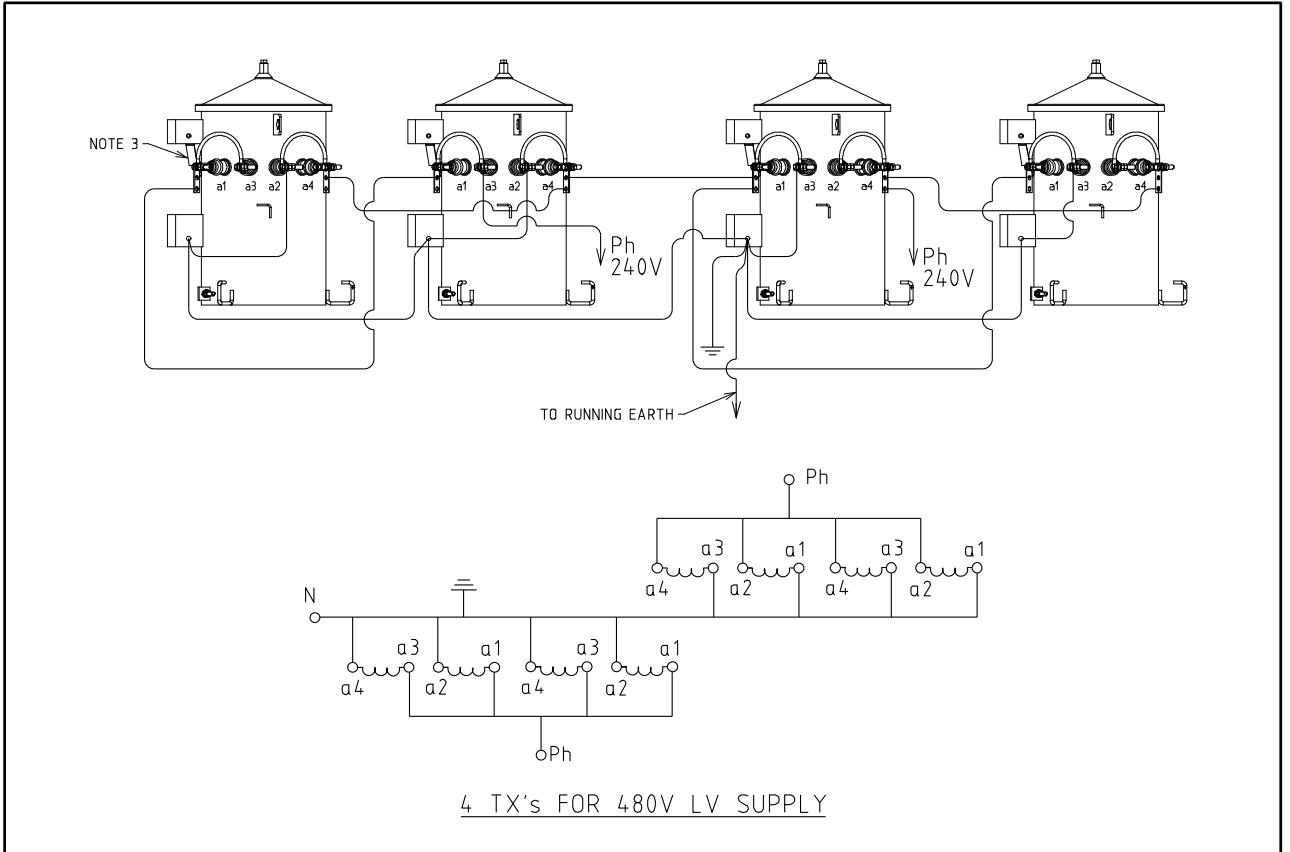 NOTE 3
a1 a3 a2 a4
a1 a3 a2 a4
a1 a3 a2 a4
a1 a3 a2 a4
Ph
240V
Ph
240V
TO RUNNING EARTH
Ph
a3 a1 a3 a1
a4 a2 a4 a2
N
a3 a1 a3 a1
a4 a2 a4 a2
Ph
4 TX's FOR 480V LV SUPPLY